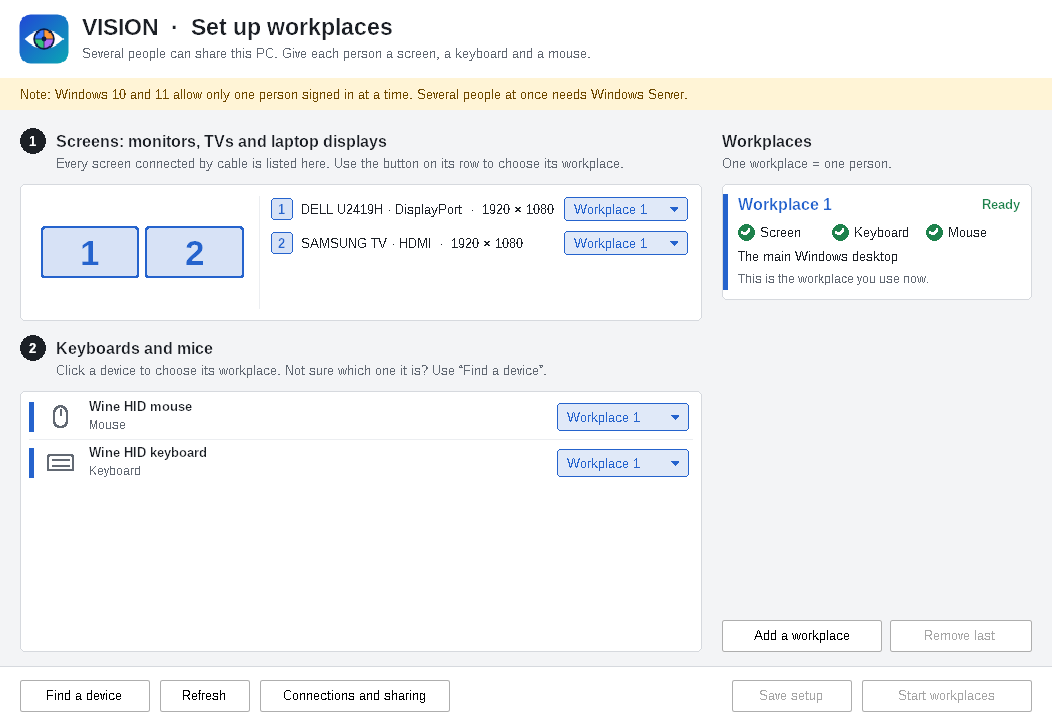 VISION · Set up workplaces
Several people can share this PC. Give each person a screen, a keyboard and a mouse.
Note: Windows 10 and 11 allow only one person signed in at a time. Several people at once needs Windows Server.
1 Screens: monitors, TVs and laptop displays
Every screen connected by cable is listed here. Use the button on its row to choose its workplace.
1 2
1 DELL U2419H · DisplayPort · 1920 × 1080 Workplace 1
2 SAMSUNG TV · HDMI · 1920 × 1080 Workplace 1
2 Keyboards and mice
Click a device to choose its workplace. Not sure which one it is? Use “Find a device”.
Wine HID mouse
Mouse
Workplace 1
Wine HID keyboard
Keyboard
Workplace 1
Workplaces
One workplace = one person.
Workplace 1 Ready
Screen Keyboard Mouse
The main Windows desktop
This is the workplace you use now.
Add a workplace Remove last
Find a device Refresh Connections and sharing Save setup Start workplaces